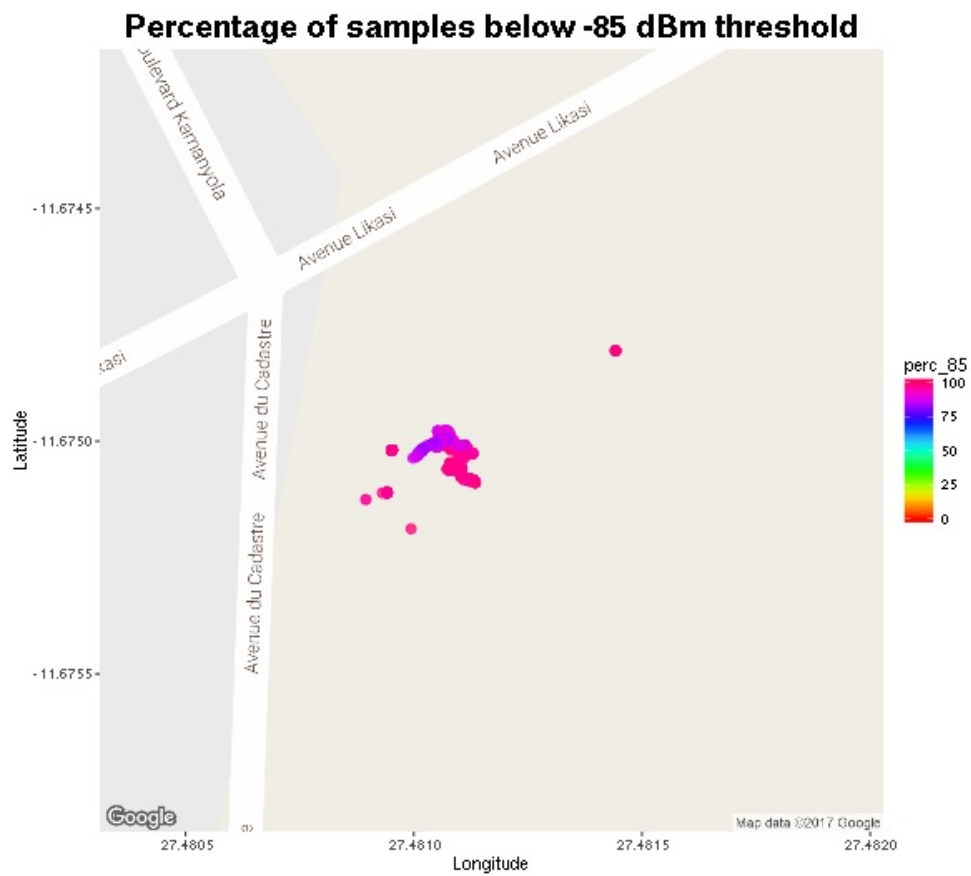 Percentage of samples below -85 dBm threshold
oulevard Kamanyola
Avenue Likasi
-11.6745
Avenue Likasi
Avenue du Cadastre
kasi
perc_85
100
75
50
25
0
Latitude
-11.6750
Avenue du Cadastre
-11.6755
Google
e
Map data ©2017 Google
27.4805
27.4810
27.4815
27.4820
Longitude